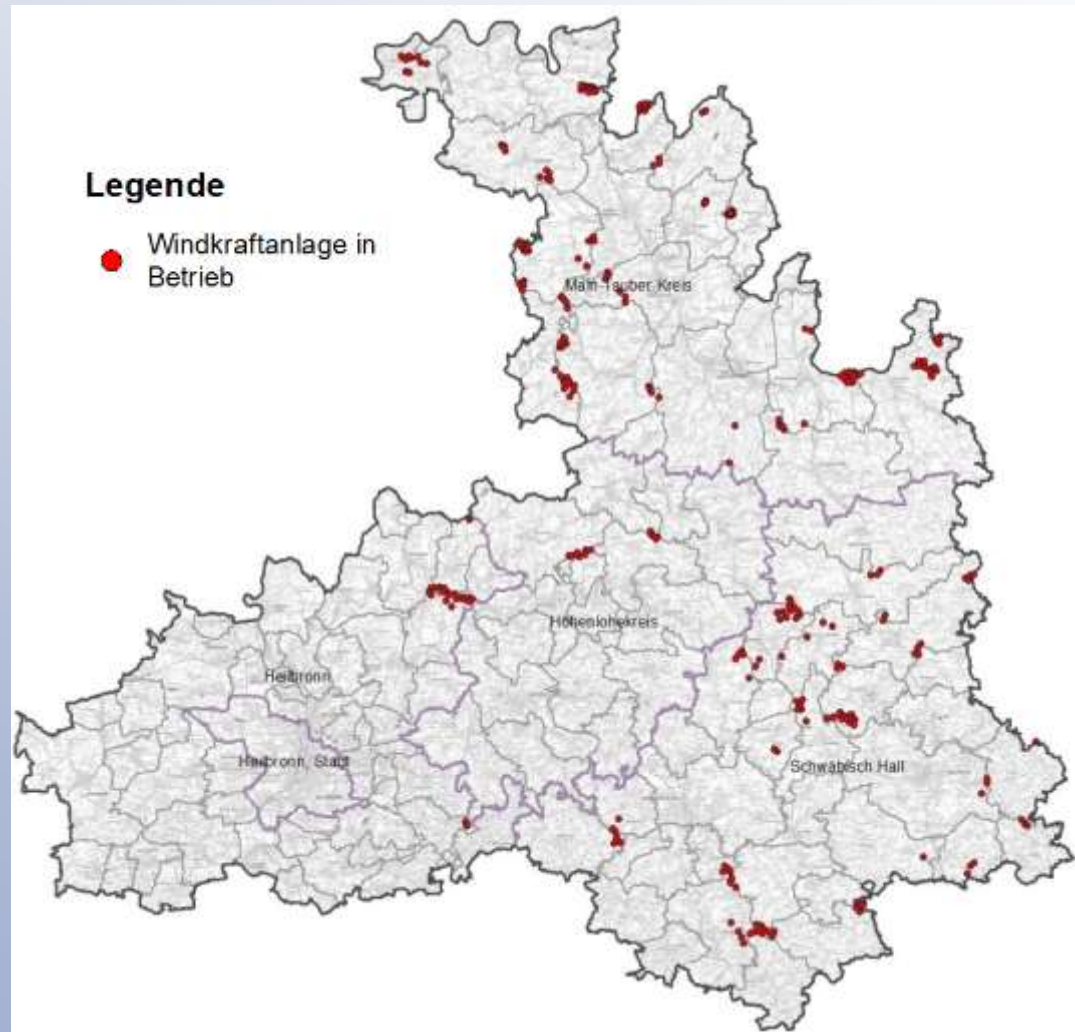 Legende
Windkraftanlage in
Betrieb
Main-Tauber-Kreis
Hohenlohekreis
Heilbronn
Heilbronn, Stadt
Schwäbisch Hall